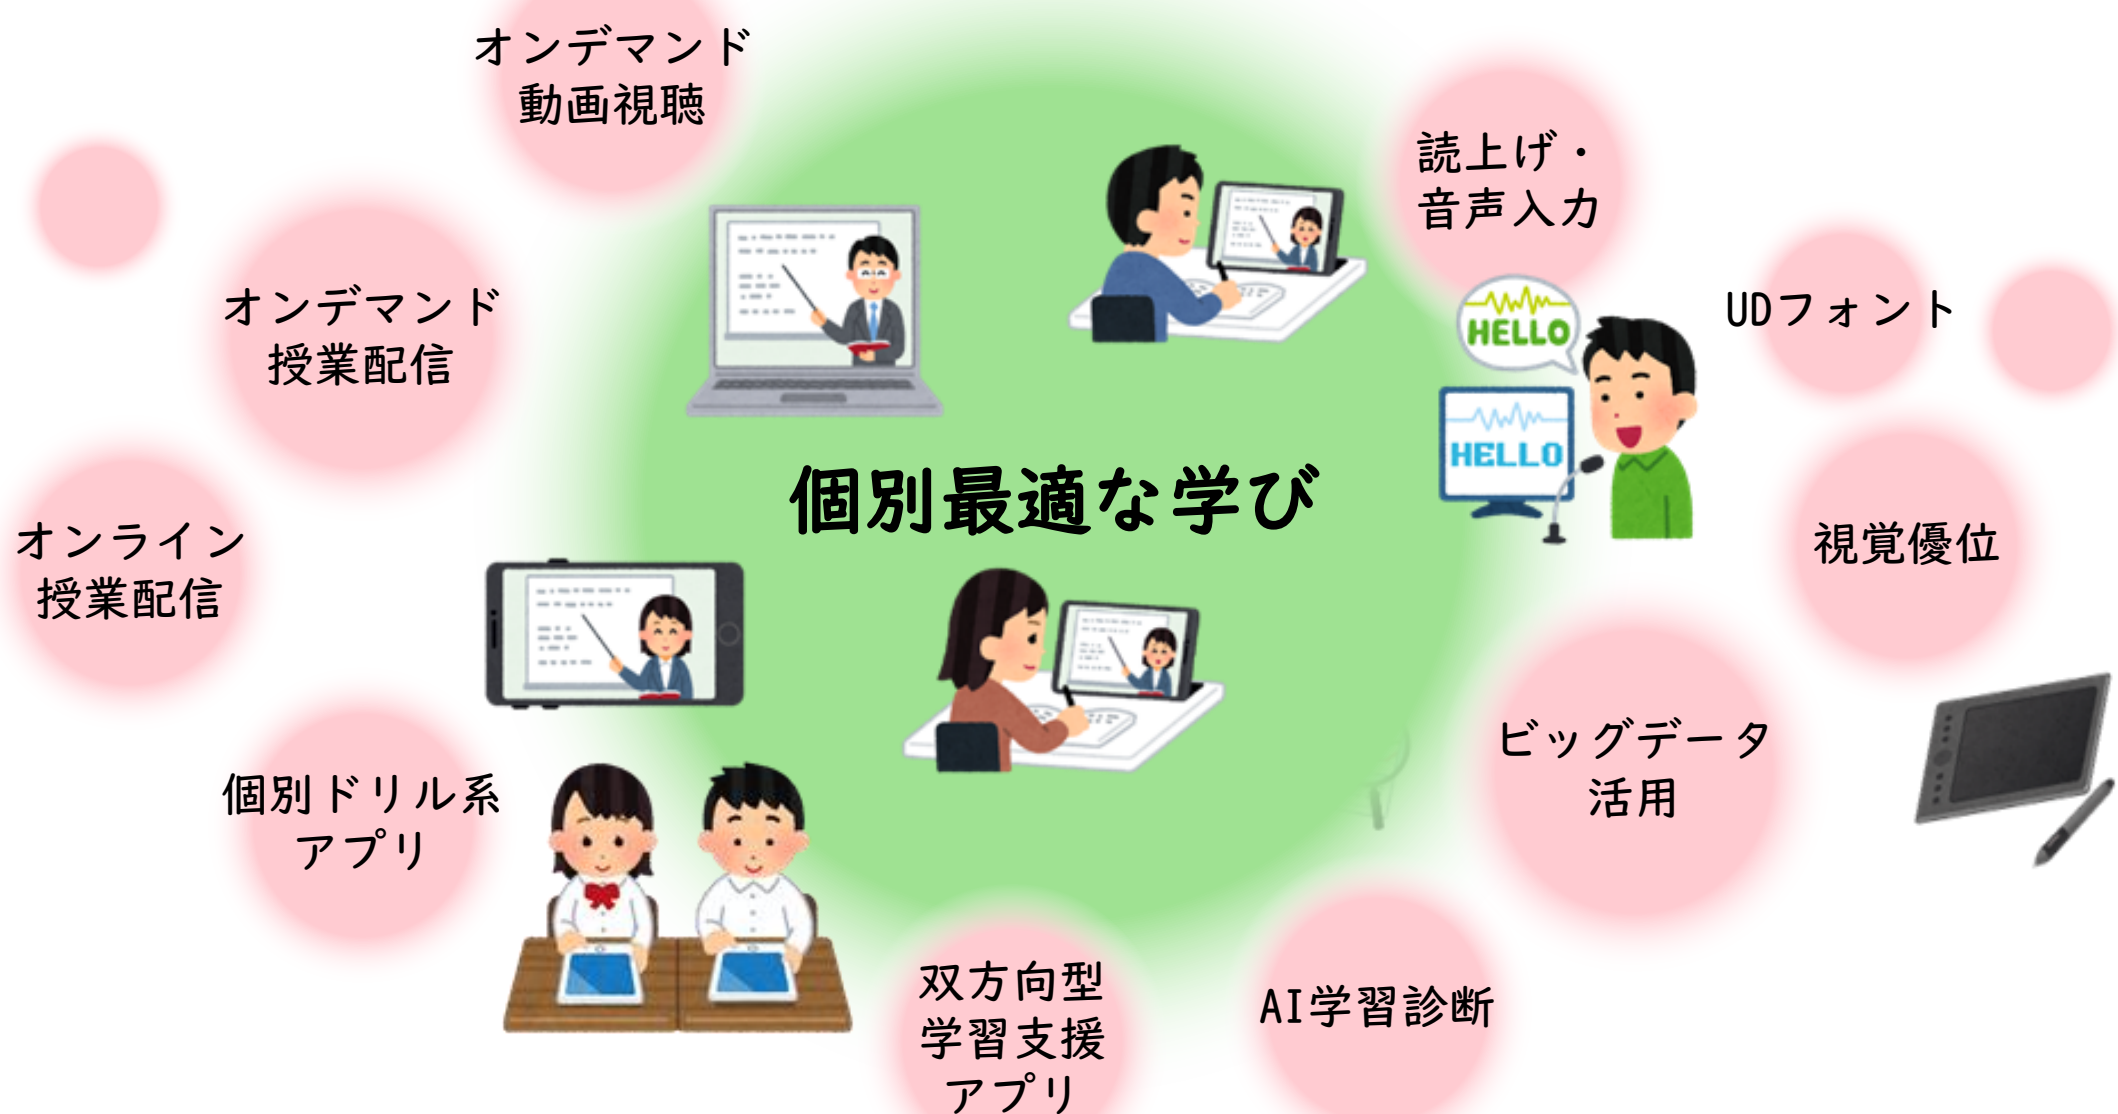 オンデマンド
動画視聴
読上げ・
音声入力
オンデマンド
授業配信
UDフォント
HELLO
HELLO
個別最適な学び
オンライン
授業配信
視覚優位
ビッグデータ
活用
個別ドリル系
アプリ
双方向型
学習支援
アプリ
AI学習診断